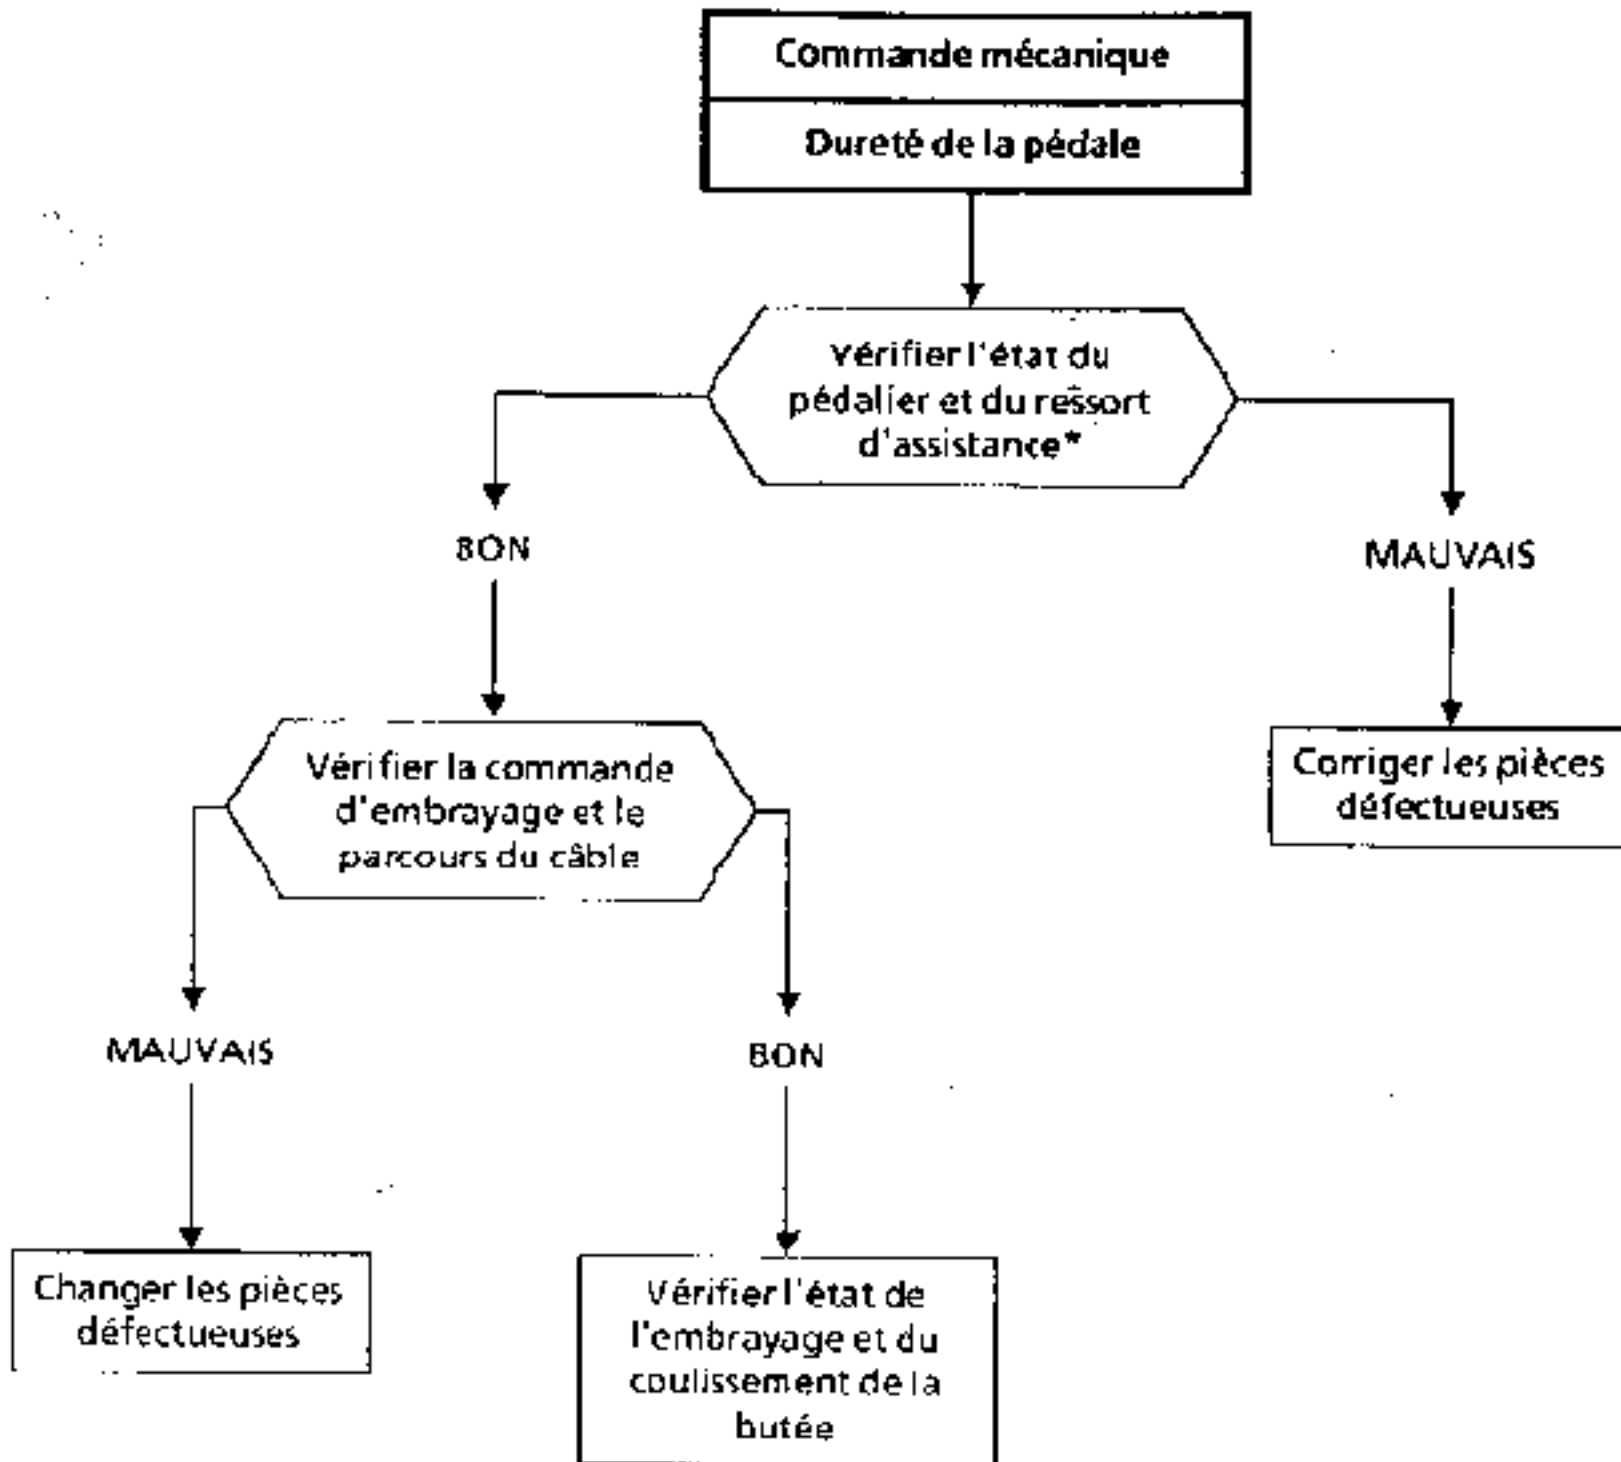 Commande mécanique
Dureté de la pédale
Vérifier l'état du
pédalier et du ressort
d'assistance*
BON
MAUVAIS
Vérifier la commande
d'embrayage et le
parcours du câble
Corriger les pièces
défectueuses
MAUVAIS
BON
Changer les pièces
défectueuses
Vérifier l'état de
l'embrayage et du
coulissement de la
butée